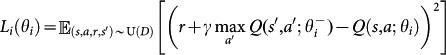 L_i(θ_i) = 𝔼_{(s,a,r,s′) ∼ U(D)} [ ( r + γ max_{a′} Q(s′,a′; θ_i^−) − Q(s,a; θ_i) )^2 ]